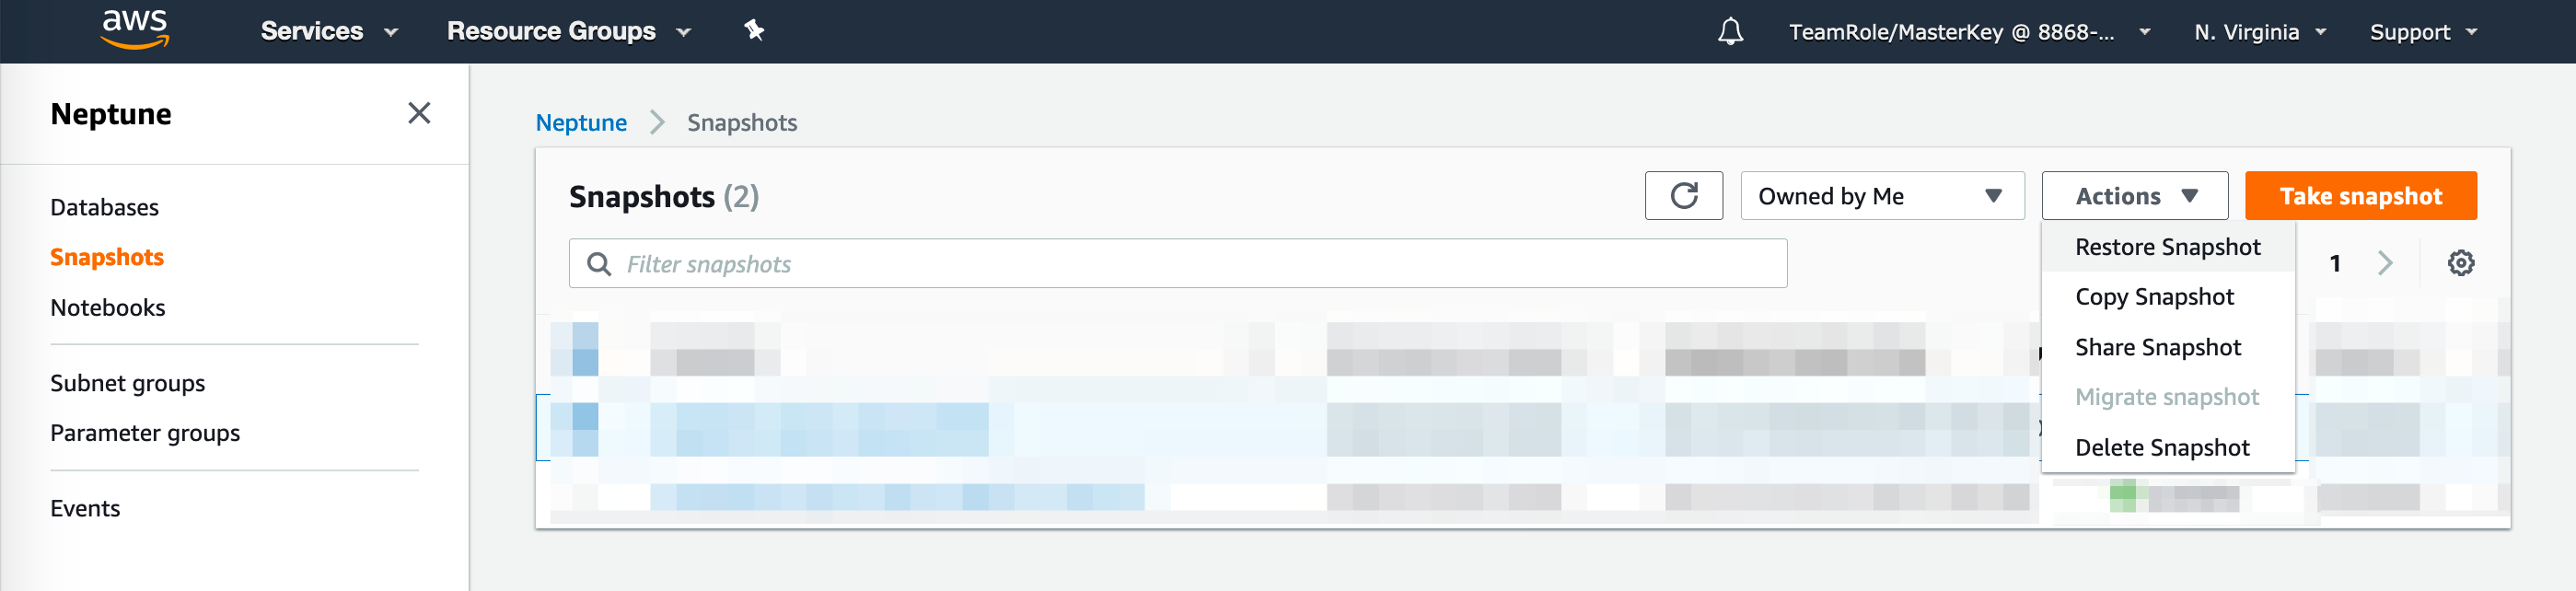 aws Services Resource Groups TeamRole/MasterKey @ 8868-... N. Virginia Support
Neptune
Databases
Snapshots
Notebooks
Subnet groups
Parameter groups
Events
Neptune Snapshots
Snapshots (2) Owned by Me Actions Take snapshot
Filter snapshots 1
Restore Snapshot
Copy Snapshot
Share Snapshot
Migrate snapshot
Delete Snapshot